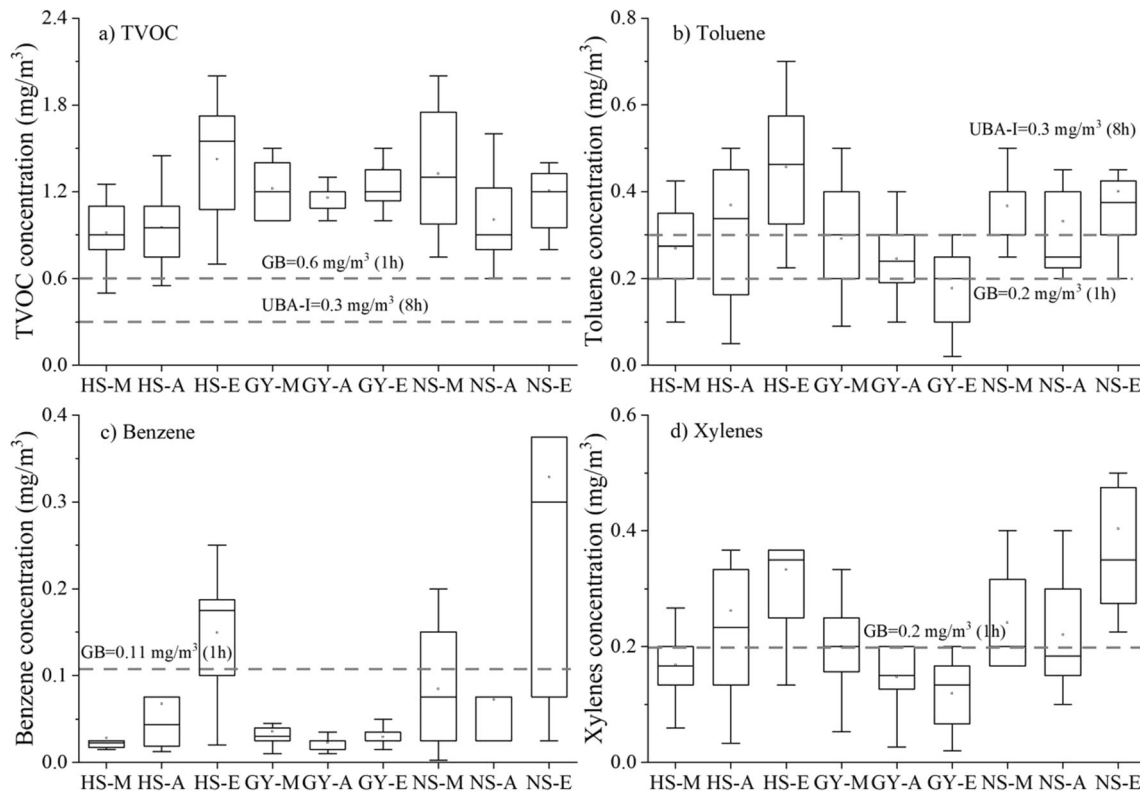 a) TVOC
TVOC concentration (mg/m³)
2.4
1.8
1.2
0.6
0.0
GB=0.6 mg/m³ (1h)
UBA-I=0.3 mg/m³ (8h)
HS-M HS-A HS-E GY-M GY-A GY-E NS-M NS-A NS-E
b) Toluene
Toluene concentration (mg/m³)
0.8
0.6
0.4
0.2
0.0
UBA-I=0.3 mg/m³ (8h)
GB=0.2 mg/m³ (1h)
HS-M HS-A HS-E GY-M GY-A GY-E NS-M NS-A NS-E
c) Benzene
Benzene concentration (mg/m³)
0.4
0.3
0.2
0.1
0.0
GB=0.11 mg/m³ (1h)
HS-M HS-A HS-E GY-M GY-A GY-E NS-M NS-A NS-E
d) Xylenes
Xylenes concentration (mg/m³)
0.6
0.4
0.2
0.0
GB=0.2 mg/m³ (1h)
HS-M HS-A HS-E GY-M GY-A GY-E NS-M NS-A NS-E